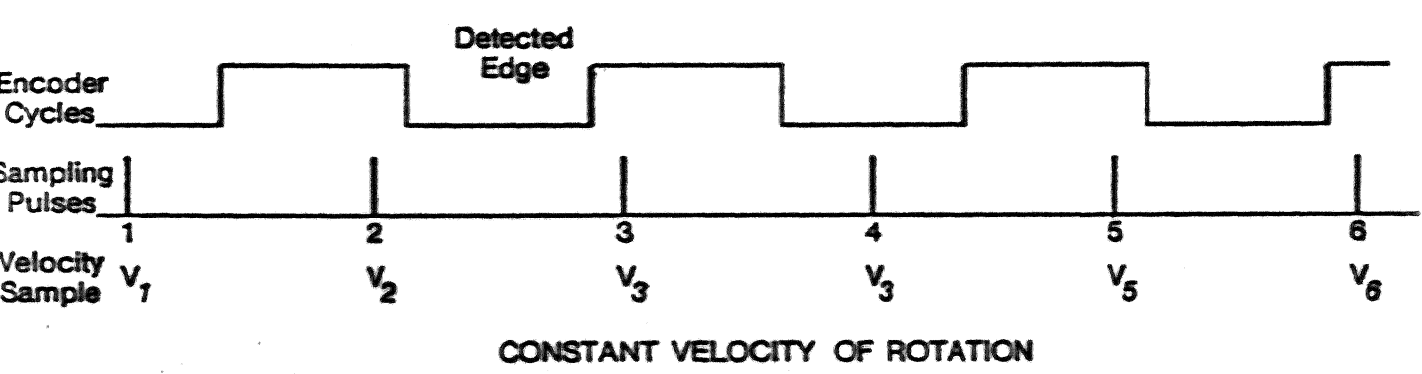 Detected
Edge
Encoder
Cycles
Sampling
Pulses
1 2 3 4 5 6
Velocity
Sample
V1 V2 V3 V3 V5 V6
CONSTANT VELOCITY OF ROTATION